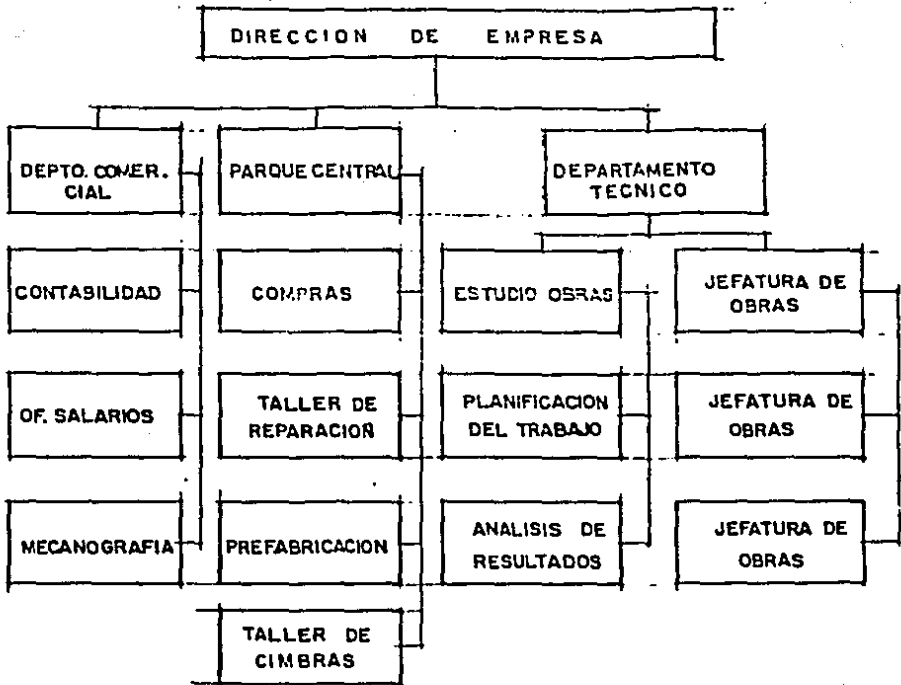 DIRECCION DE EMPRESA
DEPTO. COMER.
CIAL
PARQUE CENTRAL
DEPARTAMENTO
TECNICO
CONTABILIDAD
COMPRAS
ESTUDIO OBRAS
JEFATURA DE
OBRAS
OF. SALARIOS
TALLER DE
REPARACION
PLANIFICACION
DEL TRABAJO
JEFATURA DE
OBRAS
MECANOGRAFIA
PREFABRICACION
ANALISIS DE
RESULTADOS
JEFATURA DE
OBRAS
TALLER DE
CIMBRAS